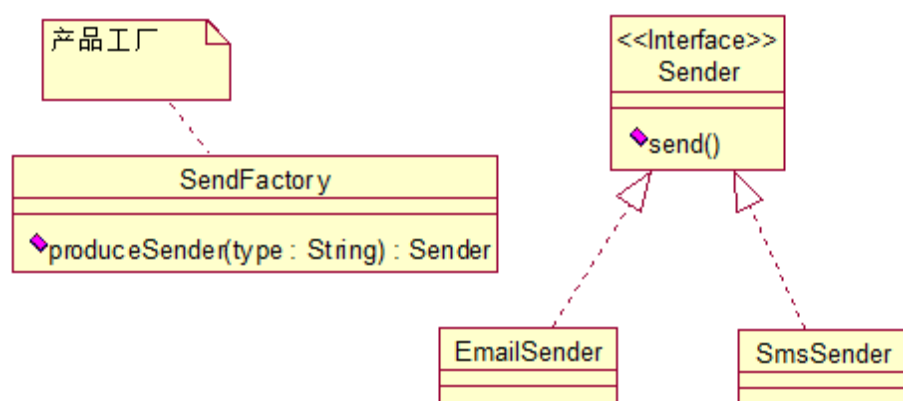 产品工厂
SendFactory
produceSender(type : String) : Sender
<<Interface>>
Sender
send()
EmailSender
SmsSender